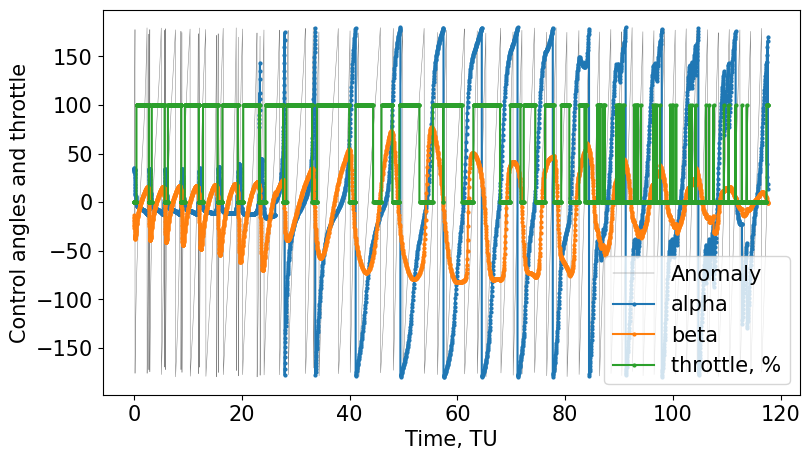 Control angles and throttle
150
100
50
0
−50
−100
−150
Anomaly
alpha
beta
throttle, %
0
20
40
60
80
100
120
Time, TU